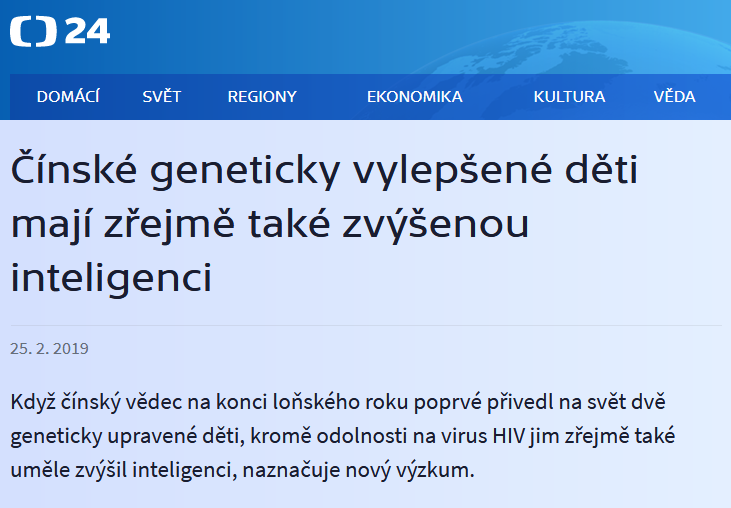 24
DOMÁCÍ SVĚT REGIONY EKONOMIKA KULTURA VĚDA
Čínské geneticky vylepšené děti
mají zřejmě také zvýšenou
inteligenci
25. 2. 2019
Když čínský vědec na konci loňského roku poprvé přivedl na svět dvě
geneticky upravené děti, kromě odolnosti na virus HIV jim zřejmě také
uměle zvýšil inteligenci, naznačuje nový výzkum.